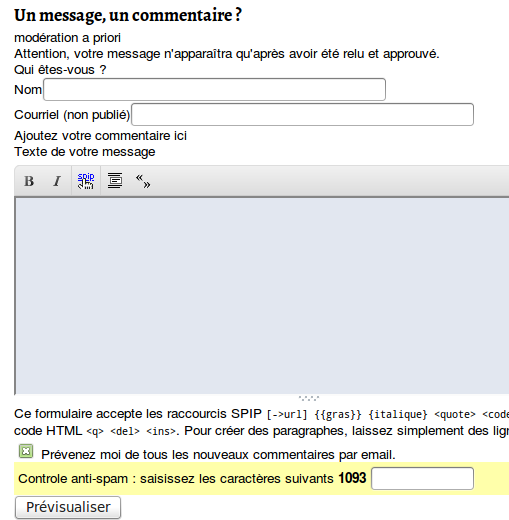 Un message, un commentaire ?
modération a priori
Attention, votre message n'apparaîtra qu'après avoir été relu et approuvé.
Qui êtes-vous ?
Nom
Courriel (non publié)
Ajoutez votre commentaire ici
Texte de votre message
B I spip « »
Ce formulaire accepte les raccourcis SPIP [->url] {{gras}} {italique} <quote> <code
code HTML <q> <del> <ins>. Pour créer des paragraphes, laissez simplement des lign
Prévenez moi de tous les nouveaux commentaires par email.
Controle anti-spam : saisissez les caractères suivants 1093
Prévisualiser